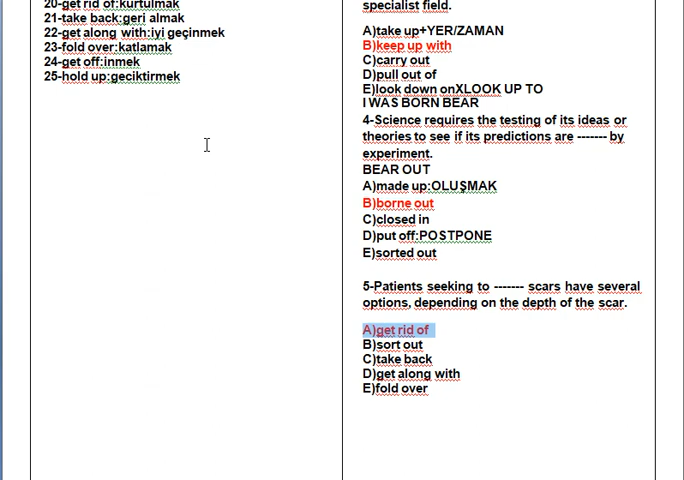 20-get rid of:kurtulmak
21-take back:geri almak
22-get along with:iyi geçinmek
23-fold over:katlamak
24-get off:inmek
25-hold up:geciktirmek
specialist field.
A)take up+YER/ZAMAN
B)keep up with
C)carry out
D)pull out of
E)look down onXLOOK UP TO
I WAS BORN BEAR
4-Science requires the testing of its ideas or
theories to see if its predictions are ------- by
experiment.
BEAR OUT
A)made up:OLUŞMAK
B)borne out
C)closed in
D)put off:POSTPONE
E)sorted out
5-Patients seeking to ------- scars have several
options, depending on the depth of the scar.
A)get rid of
B)sort out
C)take back
D)get along with
E)fold over